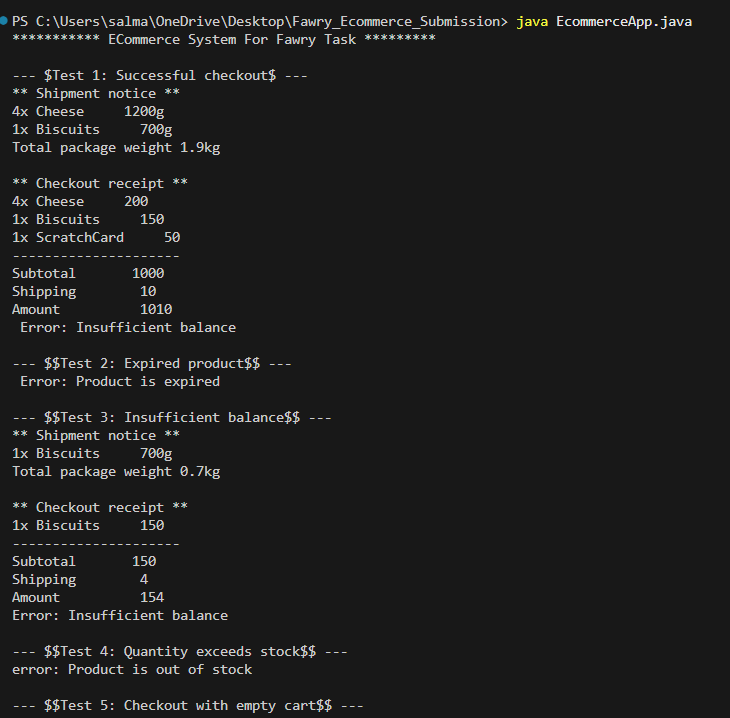 PS C:\Users\salma\OneDrive\Desktop\Fawry_Ecommerce_Submission> java EcommerceApp.java
*********** ECommerce System For Fawry Task *********
--- $Test 1: Successful checkout$ ---
** Shipment notice **
4x Cheese     1200g
1x Biscuits     700g
Total package weight 1.9kg
** Checkout receipt **
4x Cheese     200
1x Biscuits     150
1x ScratchCard     50
---------------------
Subtotal       1000
Shipping        10
Amount          1010
 Error: Insufficient balance
--- $$Test 2: Expired product$$ ---
 Error: Product is expired
--- $$Test 3: Insufficient balance$$ ---
** Shipment notice **
1x Biscuits     700g
Total package weight 0.7kg
** Checkout receipt **
1x Biscuits     150
---------------------
Subtotal       150
Shipping        4
Amount          154
Error: Insufficient balance
--- $$Test 4: Quantity exceeds stock$$ ---
error: Product is out of stock
--- $$Test 5: Checkout with empty cart$$ ---